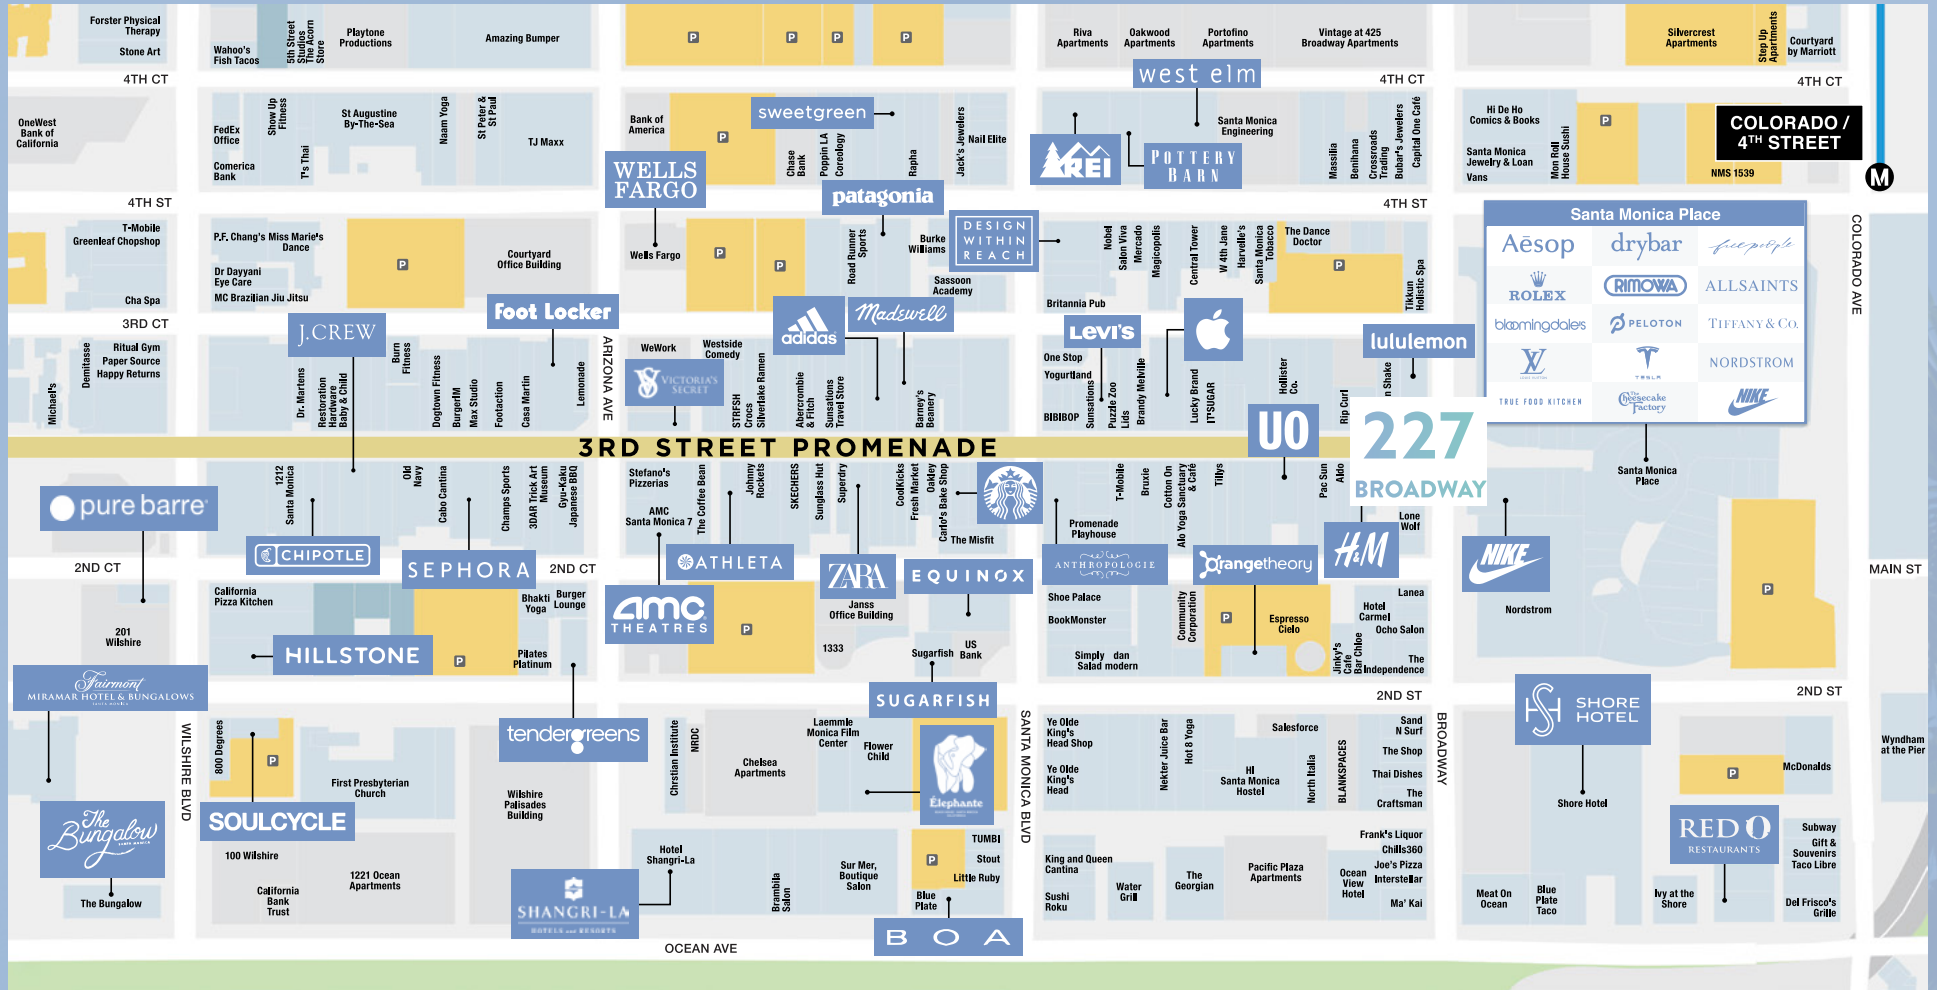 Forster Physical
Therapy
Stone Art
Wahoo's
Fish Tacos
5th Street
Studios
The Acorn
Store
Playtone
Productions
Amazing Bumper
P
P
P
P
Riva
Apartments
Oakwood
Apartments
Portofino
Apartments
Vintage at 425
Broadway Apartments
Silvercrest
Apartments
Step Up
Apartments
Courtyard
by Marriott
4TH CT
4TH CT
4TH CT
west elm
OneWest
Bank of
California
FedEx
Office
Comerica
Bank
Show Up
Fitness
T's Thai
St Augustine
By-The-Sea
Naam Yoga
St Peter &
St Paul
TJ Maxx
Bank of
America
P
sweetgreen
Chase
Bank
Poppin LA
Coreology
Rapha
Jack's Jewelers
Nail Elite
REI
POTTERY
BARN
Santa Monica
Engineering
Massilia
Benihana
Crossroads
Trading
Bubar's Jewelers
Capital One Café
Hi De Ho
Comics & Books
Santa Monica
Jewelry & Loan
Vans
Mon Roll
House Sushi
P
NMS 1539
COLORADO /
4TH STREET
M
WELLS
FARGO
patagonia
4TH ST
4TH ST
T-Mobile
Greenleaf Chopshop
Cha Spa
P.F. Chang's Miss Marie's
Dance
Dr Dayyani
Eye Care
MC Brazilian Jiu Jitsu
P
Courtyard
Office Building
Wells Fargo
P
P
Road Runner
Sports
Burke
Williams
Sassoon
Academy
DESIGN
WITHIN
REACH
Britannia Pub
Nobel
Salon Viva
Mercado
Magicopolis
Central Tower
W 4th Jane
Harvelle's
Santa Monica
Tobacco
The Dance
Doctor
P
Tikkun
Holistic Spa
Santa Monica Place
Aēsop
drybar
free people
ROLEX
RIMOWA
ALLSAINTS
bloomingdale's
PELOTON
TIFFANY & CO.
LV
LOUIS VUITTON
TESLA
NORDSTROM
TRUE FOOD KITCHEN
The
Cheesecake
Factory
NIKE
COLORADO AVE
3RD CT
J.CREW
Foot Locker
adidas
Madewell
LEVI'S
lululemon
Michael's
Demitasse
Ritual Gym
Paper Source
Happy Returns
Dr. Martens
Restoration
Hardware
Baby & Child
Burn
Fitness
Dogtown Fitness
BurgerIM
Max Studio
Footaction
Casa Martin
Lemonade
ARIZONA AVE
WeWork
VICTORIA'S
SECRET
Westside
Comedy
STRFSH
Crocs
Silverlake Ramen
Abercrombie
& Fitch
Sunsations
Travel Store
Barney's
Beanery
One Stop
Yogurtland
BIBIBOP
Sunsations
Puzzle Zoo
Lids
Brandy Melville
Lucky Brand
IT'SUGAR
Hollister
Co.
UO
Rip Curl
n Shake
227
BROADWAY
3RD STREET PROMENADE
Santa Monica
Place
pure barre
1212
Santa Monica
CHIPOTLE
Old
Navy
Cabo Cantina
SEPHORA
Champs Sports
3DAR Trick Art
Museum
Gyu-Kaku
Japanese BBQ
Stefano's
Pizzerias
AMC
Santa Monica 7
The Coffee Bean
Johnny
Rockets
ATHLETA
SKECHERS
Sunglass Hut
Superdry
ZARA
CoolKicks
Fresh Market
Oakley
Carlo's Bake Shop
The Misfit
EQUINOX
Promenade
Playhouse
ANTHROPOLOGIE
T-Mobile
Bruxie
Cotton On
Alo Yoga Sanctuary
& Café
Tillys
Orangetheory
Pac Sun
Aldo
H&M
Lone
Wolf
NIKE
Nordstrom
P
2ND CT
2ND CT
MAIN ST
201
Wilshire
California
Pizza Kitchen
HILLSTONE
P
Bhakti
Yoga
Burger
Lounge
Pilates
Platinum
amc
THEATRES
P
Janss
Office Building
1333
Sugarfish
US
Bank
SUGARFISH
Shoe Palace
BookMonster
Simply dan
Salad modern
Community
Corporation
P
Espresso
Cielo
Jinky's
Cafe
Bar Chloe
Hotel
Carmel
Lanea
Ocho Salon
The
Independence
2ND ST
2ND ST
Fairmont
MIRAMAR HOTEL & BUNGALOWS
SANTA MONICA
WILSHIRE BLVD
800 Degrees
P
SOULCYCLE
First Presbyterian
Church
tendergreens
Wilshire
Palisades
Building
Christian Institute
NRDC
Chelsea
Apartments
Laemmle
Monica Film
Center
Flower
Child
Élephante
SANTA MONICA BLVD
Ye Olde
King's
Head Shop
Ye Olde
King's
Head
Nekter Juice Bar
Hot 8 Yoga
HI
Santa Monica
Hostel
Salesforce
North Italia
BLANKSPACES
Sand
N Surf
The Shop
Thai Dishes
The
Craftsman
BROADWAY
SHORE
HOTEL
Shore Hotel
P
McDonalds
Wyndham
at the Pier
The
Bungalow
SANTA MONICA
The Bungalow
100 Wilshire
California
Bank
Trust
1221 Ocean
Apartments
SHANGRI-LA
HOTELS and RESORTS
Hotel
Shangri-La
Brambila
Salon
Sur Mer,
Boutique
Salon
P
TUMBI
Stout
Little Ruby
Blue
Plate
BOA
King and Queen
Cantina
Sushi
Roku
Water
Grill
The
Georgian
Pacific Plaza
Apartments
Ocean
View
Hotel
Frank's Liquor
Chills360
Joe's Pizza
Interstellar
Ma' Kai
Meat On
Ocean
Blue
Plate
Taco
Ivy at the
Shore
RED O
RESTAURANTS
Subway
Gift &
Souvenirs
Taco Libre
Del Frisco's
Grille
OCEAN AVE